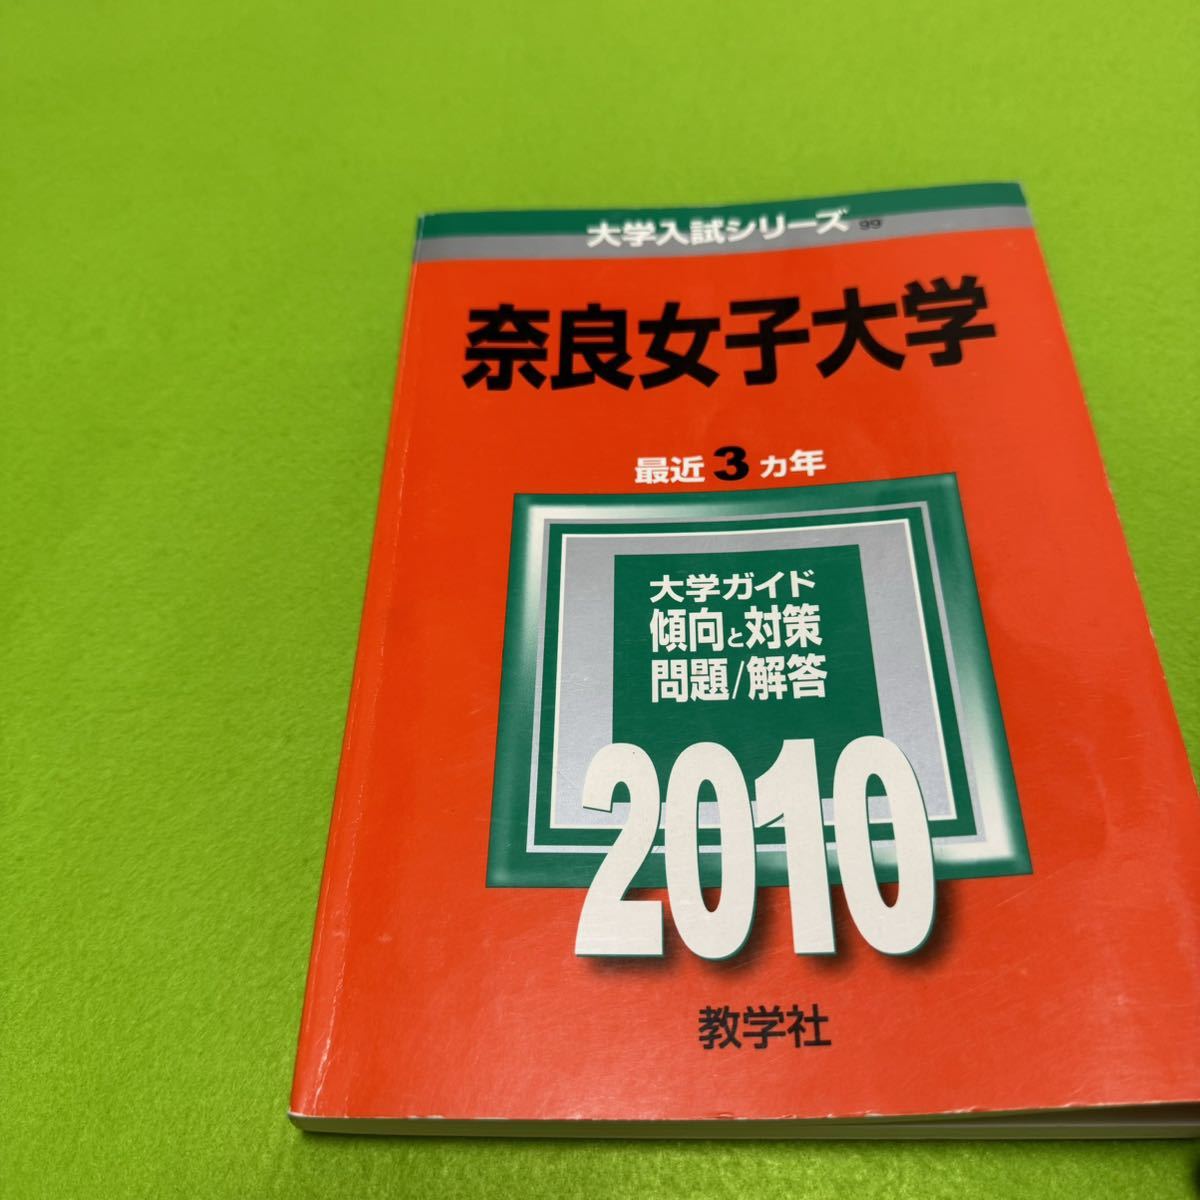 大学入試シリーズ 99
奈良女子大学
最近3ヵ年
大学ガイド
傾向と対策
問題/解答
2010
教学社